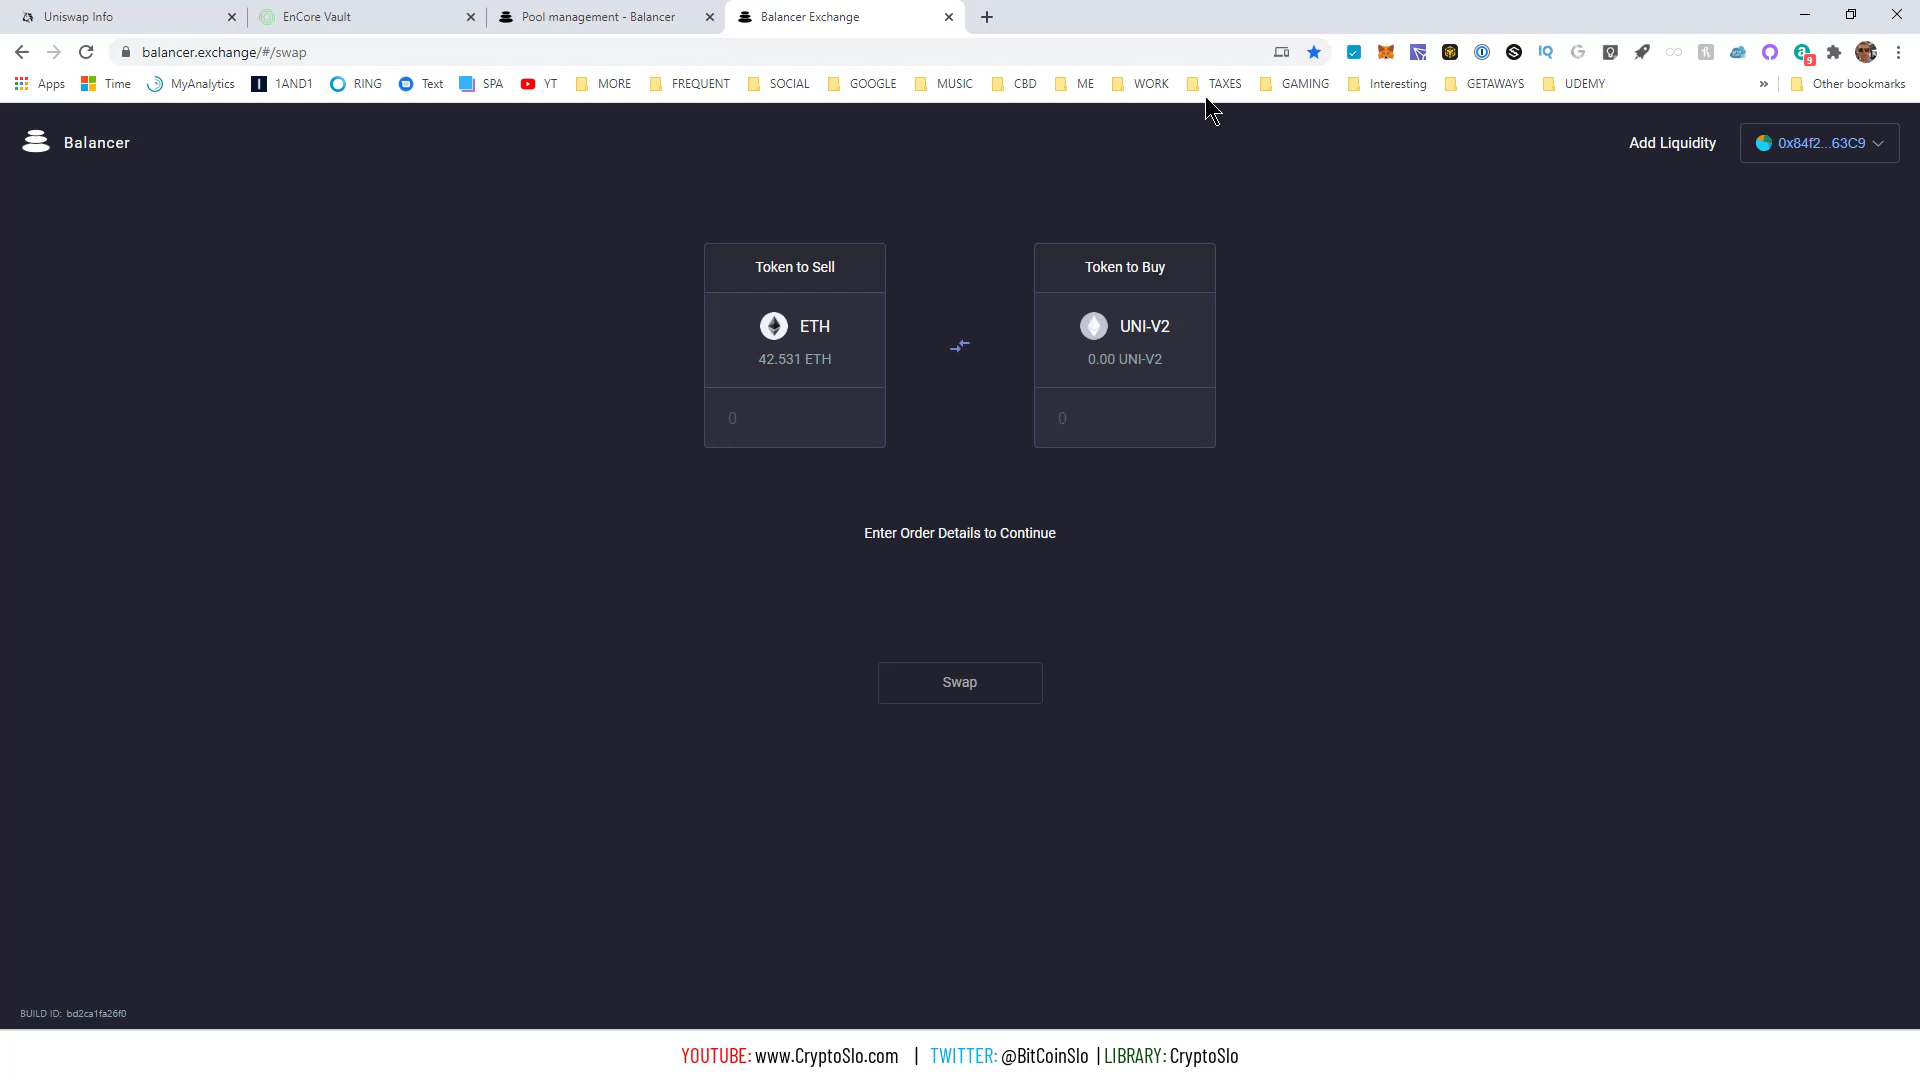 Uniswap Info
EnCore Vault
Pool management - Balancer
Balancer Exchange
balancer.exchange/#/swap
9
Apps Time MyAnalytics 1AND1 RING Text SPA YT MORE FREQUENT SOCIAL GOOGLE MUSIC CBD ME WORK TAXES GAMING Interesting GETAWAYS UDEMY » Other bookmarks
Balancer
Add Liquidity
0x84f2...63C9
Token to Sell
ETH
42.531 ETH
0
Token to Buy
UNI-V2
0.00 UNI-V2
0
Enter Order Details to Continue
Swap
BUILD ID: bd2ca1fa26f0
YOUTUBE: www.CryptoSlo.com | TWITTER: @BitCoinSlo | LIBRARY: CryptoSlo